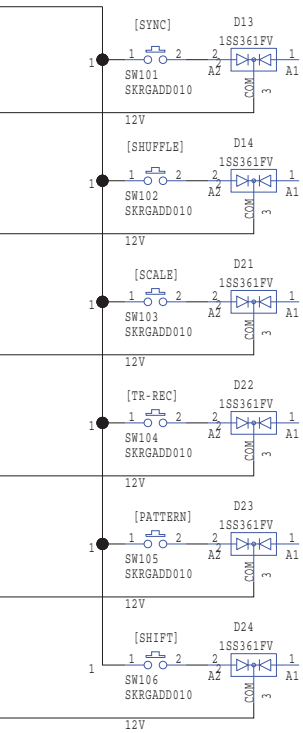 [SYNC] D13
1SS361FV
1 1 2 2 1
A2 A1
SW101 COM 3
SKRGADD010
12V
[SHUFFLE] D14
1SS361FV
1 1 2 2 1
A2 A1
SW102 COM 3
SKRGADD010
12V
[SCALE] D21
1SS361FV
1 1 2 2 1
A2 A1
SW103 COM 3
SKRGADD010
12V
[TR-REC] D22
1SS361FV
1 1 2 2 1
A2 A1
SW104 COM 3
SKRGADD010
12V
[PATTERN] D23
1SS361FV
1 1 2 2 1
A2 A1
SW105 COM 3
SKRGADD010
12V
[SHIFT] D24
1SS361FV
1 1 2 2 1
A2 A1
SW106 COM 3
SKRGADD010
12V